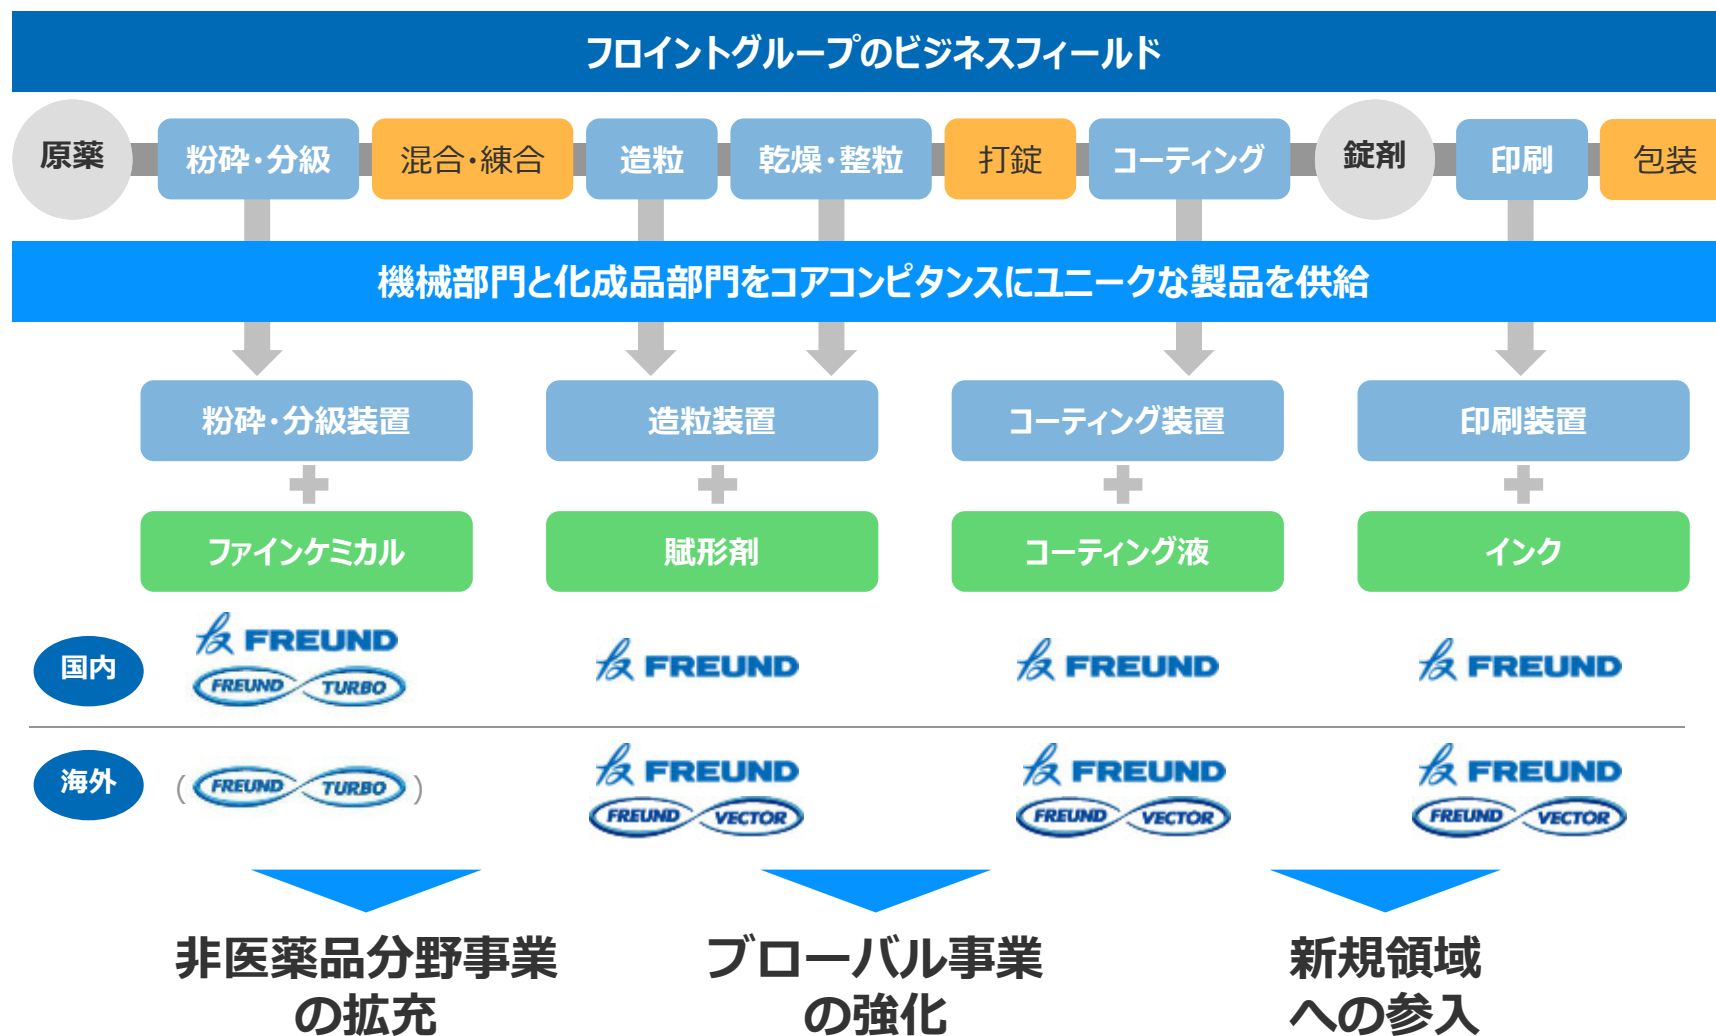 フロイントグループのビジネスフィールド
原薬 粉砕・分級 混合・練合 造粒 乾燥・整粒 打錠 コーティング 錠剤 印刷 包装
機械部門と化成品部門をコアコンピタンスにユニークな製品を供給
粉砕・分級装置 造粒装置 コーティング装置 印刷装置
ファインケミカル 賦形剤 コーティング液 インク
国内
FREUND
FREUND TURBO
FREUND
FREUND
FREUND
海外
(FREUND TURBO)
FREUND
FREUND VECTOR
FREUND
FREUND VECTOR
FREUND
FREUND VECTOR
非医薬品分野事業
の拡充
ブローバル事業
の強化
新規領域
への参入